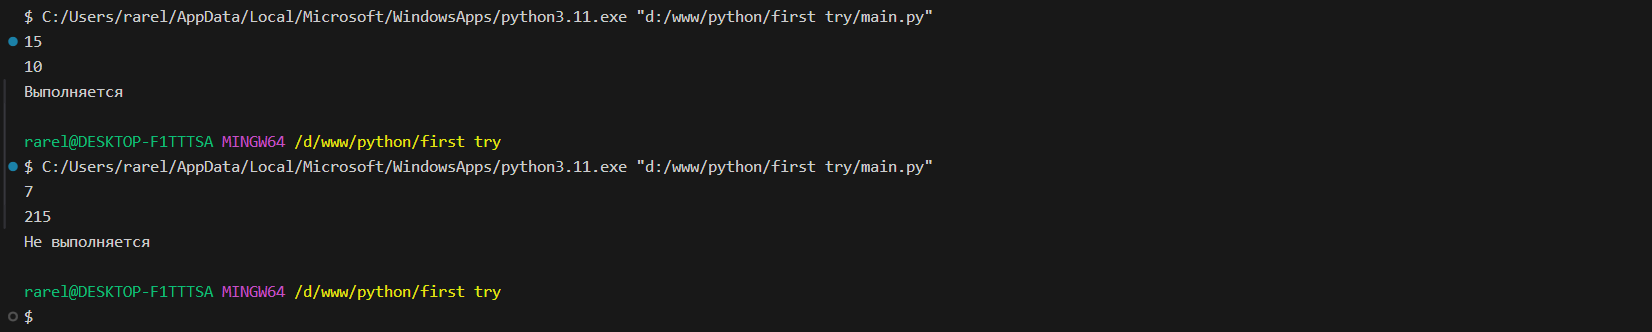 $ C:/Users/rarel/AppData/Local/Microsoft/WindowsApps/python3.11.exe "d:/www/python/first try/main.py"
15
10
Выполняется
rarel@DESKTOP-F1TTTSA MINGW64 /d/www/python/first try
$ C:/Users/rarel/AppData/Local/Microsoft/WindowsApps/python3.11.exe "d:/www/python/first try/main.py"
7
215
Не выполняется
rarel@DESKTOP-F1TTTSA MINGW64 /d/www/python/first try
$